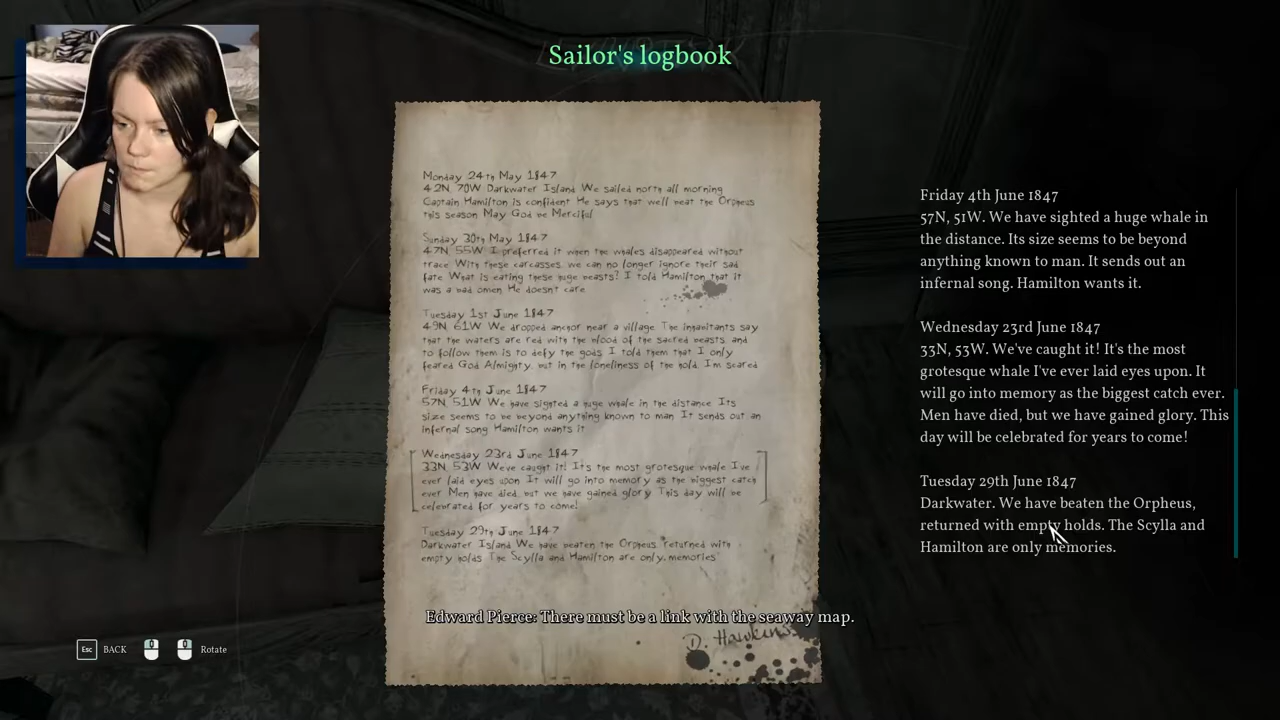 Sailor's logbook
Monday 24th May 1847
42N 70W Darkwater Island We sailed north all morning
Captain Hamilton is confident He says that well beat the Orpheus
this season May God be Merciful
Sunday 30th May 1847
47N 55W I preferred it when the whales disappeared without
trace With these carcasses we can no longer ignore their sad
fate What is eating these huge beasts? I told Hamilton that it
was a bad omen He doesnt care
Tuesday 1st June 1847
49N 61W We dropped anchor near a village The inhabitants say
that the waters are red with the blood of the sacred beasts and
to follow them is to defy the gods I told them that I only
feared God Almighty but in the loneliness of the hold Im scared
Friday 4th June 1847
57N 51W We have sighted a huge whale in the distance Its
size seems to be beyond anything known to man It sends out an
infernal song Hamilton wants it
Wednesday 23rd June 1847
33N 53W Weve caught it! Its the most grotesque whale Ive
ever laid eyes upon It will go into memory as the biggest catch
ever Men have died but we have gained glory This day will be
celebrated for years to come!
Tuesday 29th June 1847
Darkwater Island We have beaten the Orpheus returned with
empty holds The Scylla and Hamilton are only memories
D. Hawkins
Friday 4th June 1847
57N, 51W. We have sighted a huge whale in
the distance. Its size seems to be beyond
anything known to man. It sends out an
infernal song. Hamilton wants it.
Wednesday 23rd June 1847
33N, 53W. We've caught it! It's the most
grotesque whale I've ever laid eyes upon. It
will go into memory as the biggest catch ever.
Men have died, but we have gained glory. This
day will be celebrated for years to come!
Tuesday 29th June 1847
Darkwater. We have beaten the Orpheus,
returned with empty holds. The Scylla and
Hamilton are only memories.
Edward Pierce: There must be a link with the seaway map.
Esc BACK Rotate